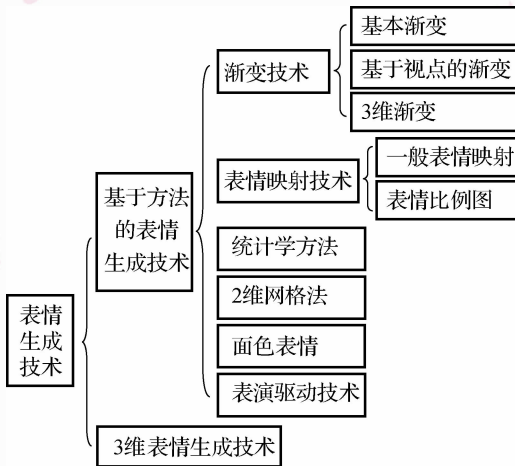 基本渐变
渐变技术
基于视点的渐变
3维渐变
一般表情映射
表情映射技术
表情比例图
基于方法
的表情
生成技术
统计学方法
2维网格法
面色表情
表演驱动技术
表情
生成
技术
3维表情生成技术